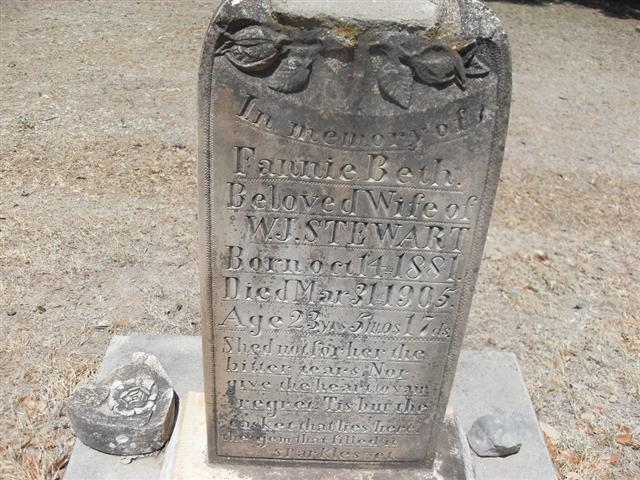 In memory of
Fannie Beth.
Beloved Wife of
W.J. STEWART
Born oct 14 1881
Died Mar 31 1905.
Age 23 yrs 5 mos 17 ds.
Shed not for her the
bitter tears Nor
give the heart to vain
regret Tis but the
casket that lies here
the gem that filled it
sparkles yet